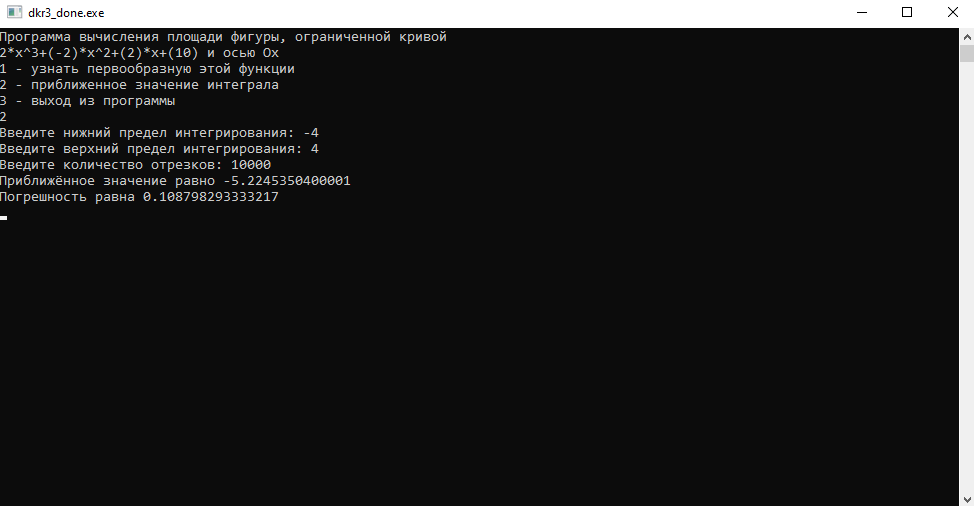 dkr3_done.exe
Программа вычисления площади фигуры, ограниченной кривой
2*x^3+(-2)*x^2+(2)*x+(10) и осью Ox
1 - узнать первообразную этой функции
2 - приближенное значение интеграла
3 - выход из программы
2
Введите нижний предел интегрирования: -4
Введите верхний предел интегрирования: 4
Введите количество отрезков: 10000
Приближённое значение равно -5.2245350400001
Погрешность равна 0.108798293333217